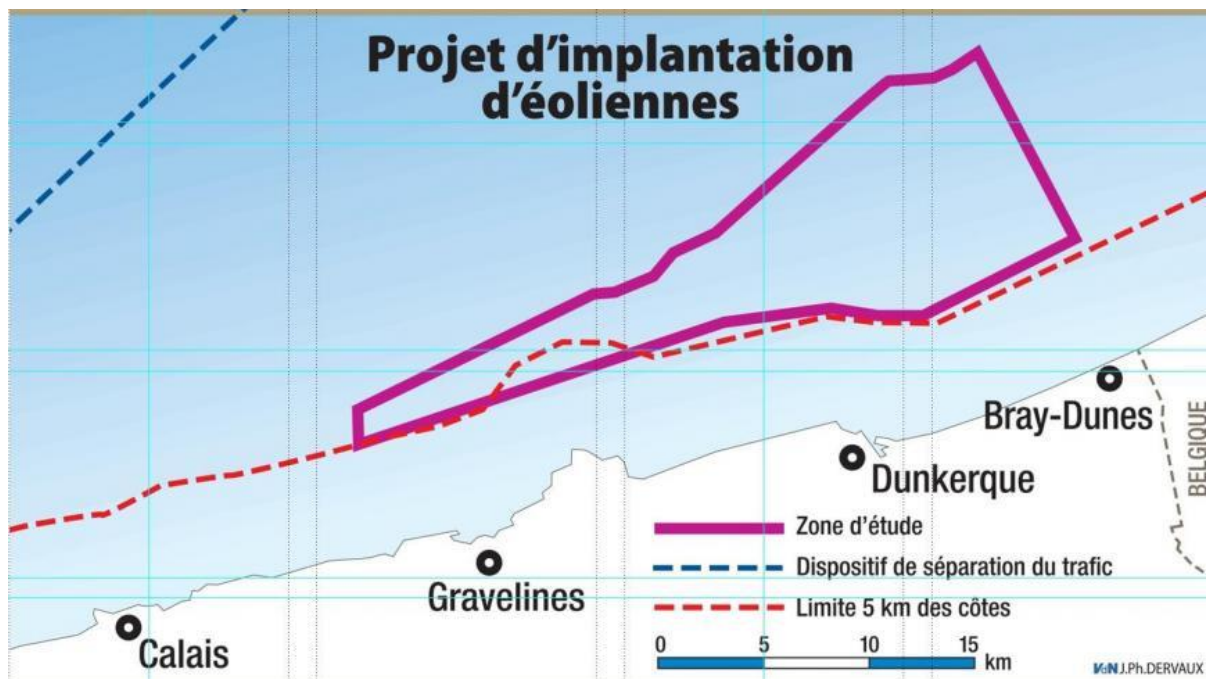 Projet d'implantation
d'éoliennes
Bray-Dunes
BELGIQUE
Dunkerque
Zone d'étude
Dispositif de séparation du trafic
Gravelines
Limite 5 km des côtes
Calais
0 5 10 15
km
J.Ph.DERVAUX